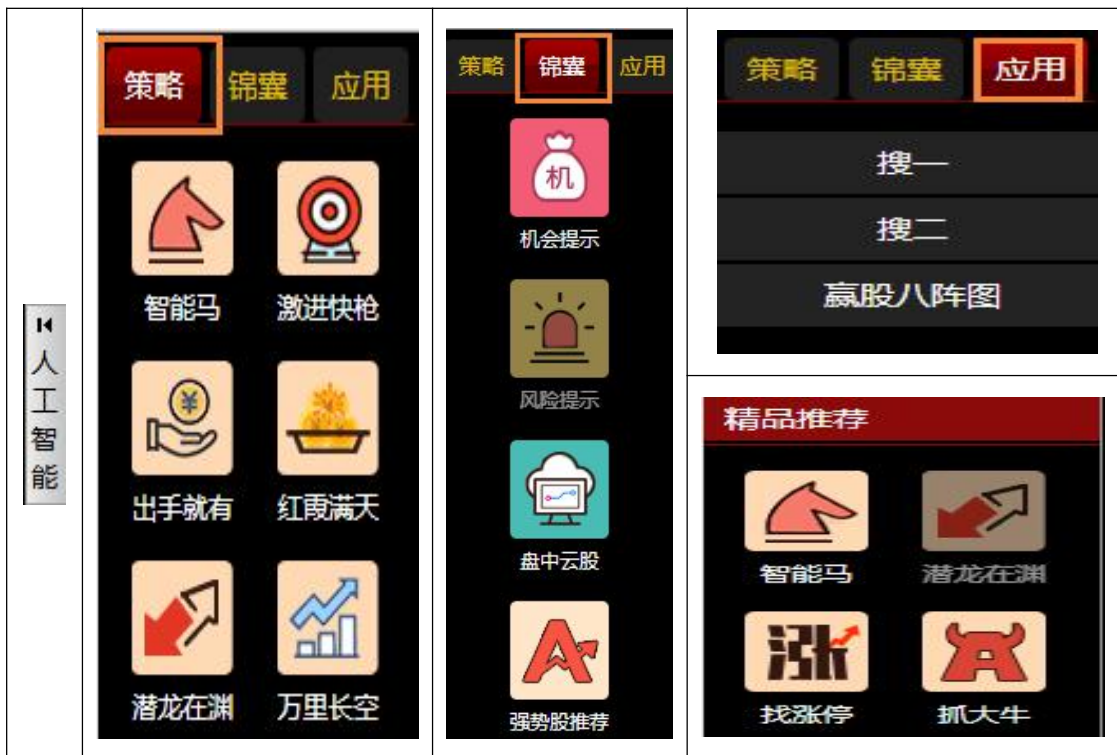 人工智能
策略 锦囊 应用
智能马 激进快枪
出手就有 红霞满天
潜龙在渊 万里长空
策略 锦囊 应用
机
机会提示
风险提示
盘中云股
强势股推荐
策略 锦囊 应用
搜一
搜二
赢股八阵图
精品推荐
智能马 潜龙在渊
涨
找涨停 抓大牛